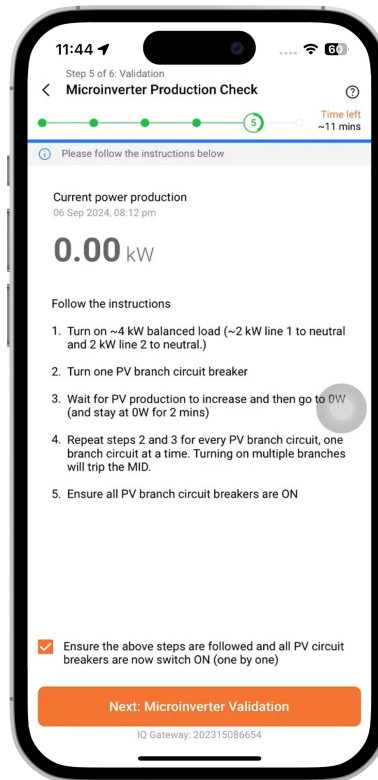 11:44
60
Step 5 of 6: Validation
Microinverter Production Check
?
5
Time left
~11 mins
Please follow the instructions below
Current power production
06 Sep 2024, 08:12 pm
0.00 kW
Follow the instructions
1. Turn on ~4 kW balanced load (~2 kW line 1 to neutral
and 2 kW line 2 to neutral.)
2. Turn one PV branch circuit breaker
3. Wait for PV production to increase and then go to 0W
(and stay at 0W for 2 mins)
4. Repeat steps 2 and 3 for every PV branch circuit, one
branch circuit at a time. Turning on multiple branches
will trip the MID.
5. Ensure all PV branch circuit breakers are ON
Ensure the above steps are followed and all PV circuit
breakers are now switch ON (one by one)
Next: Microinverter Validation
IQ Gateway: 202315086654